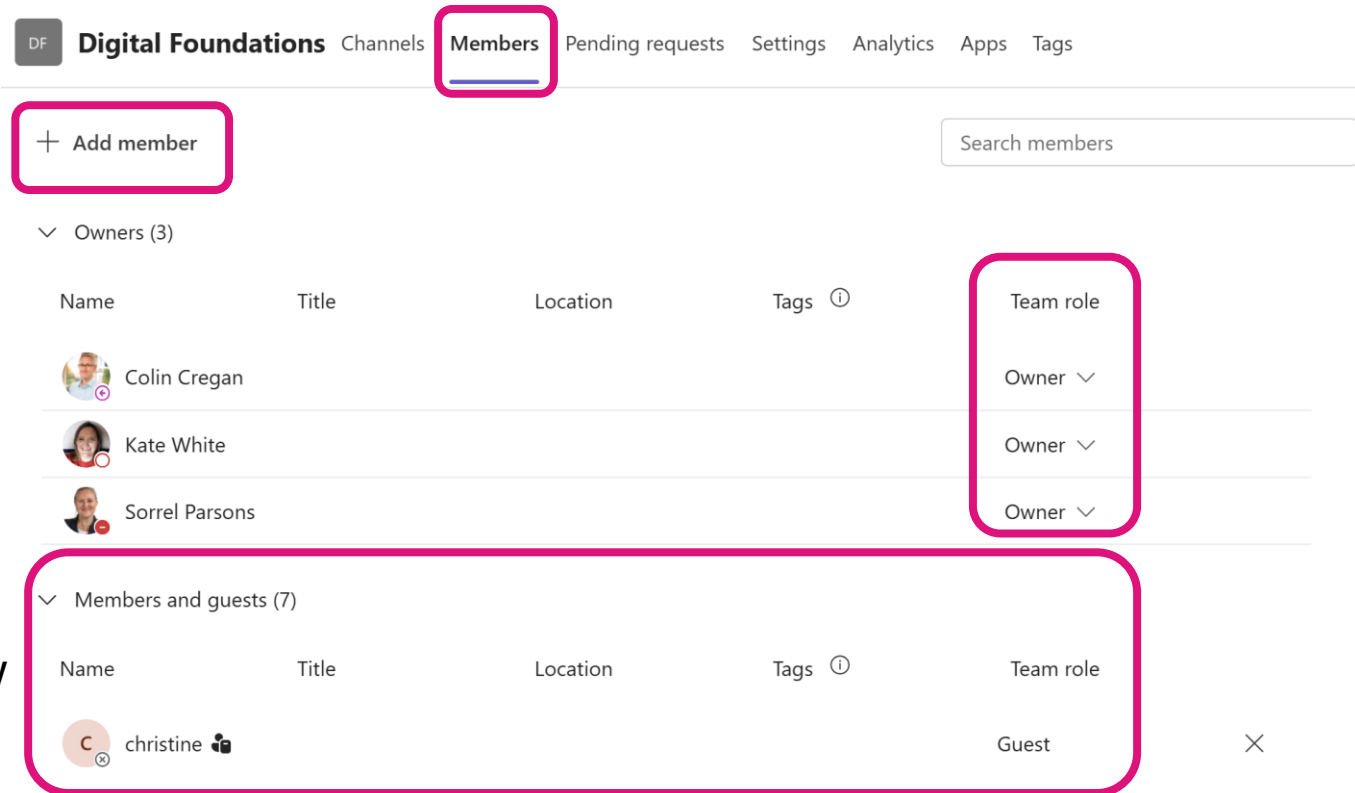 DF Digital Foundations Channels Members Pending requests Settings Analytics Apps Tags
+ Add member Search members
Owners (3)
Name Title Location Tags Team role
Colin Cregan Owner
Kate White Owner
Sorrel Parsons Owner
Members and guests (7)
Name Title Location Tags Team role
C christine Guest